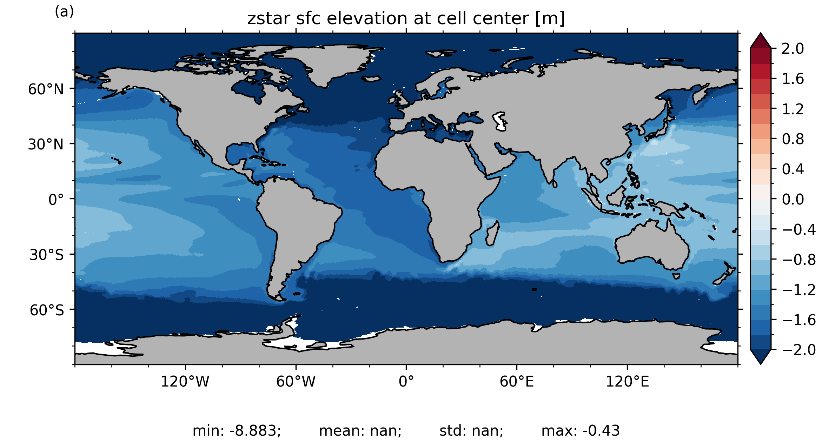 (a)
zstar sfc elevation at cell center [m]
60°N
30°N
0°
30°S
60°S
120°W 60°W 0° 60°E 120°E
2.0
1.6
1.2
0.8
0.4
0.0
−0.4
−0.8
−1.2
−1.6
−2.0
min: -8.883; mean: nan; std: nan; max: -0.43